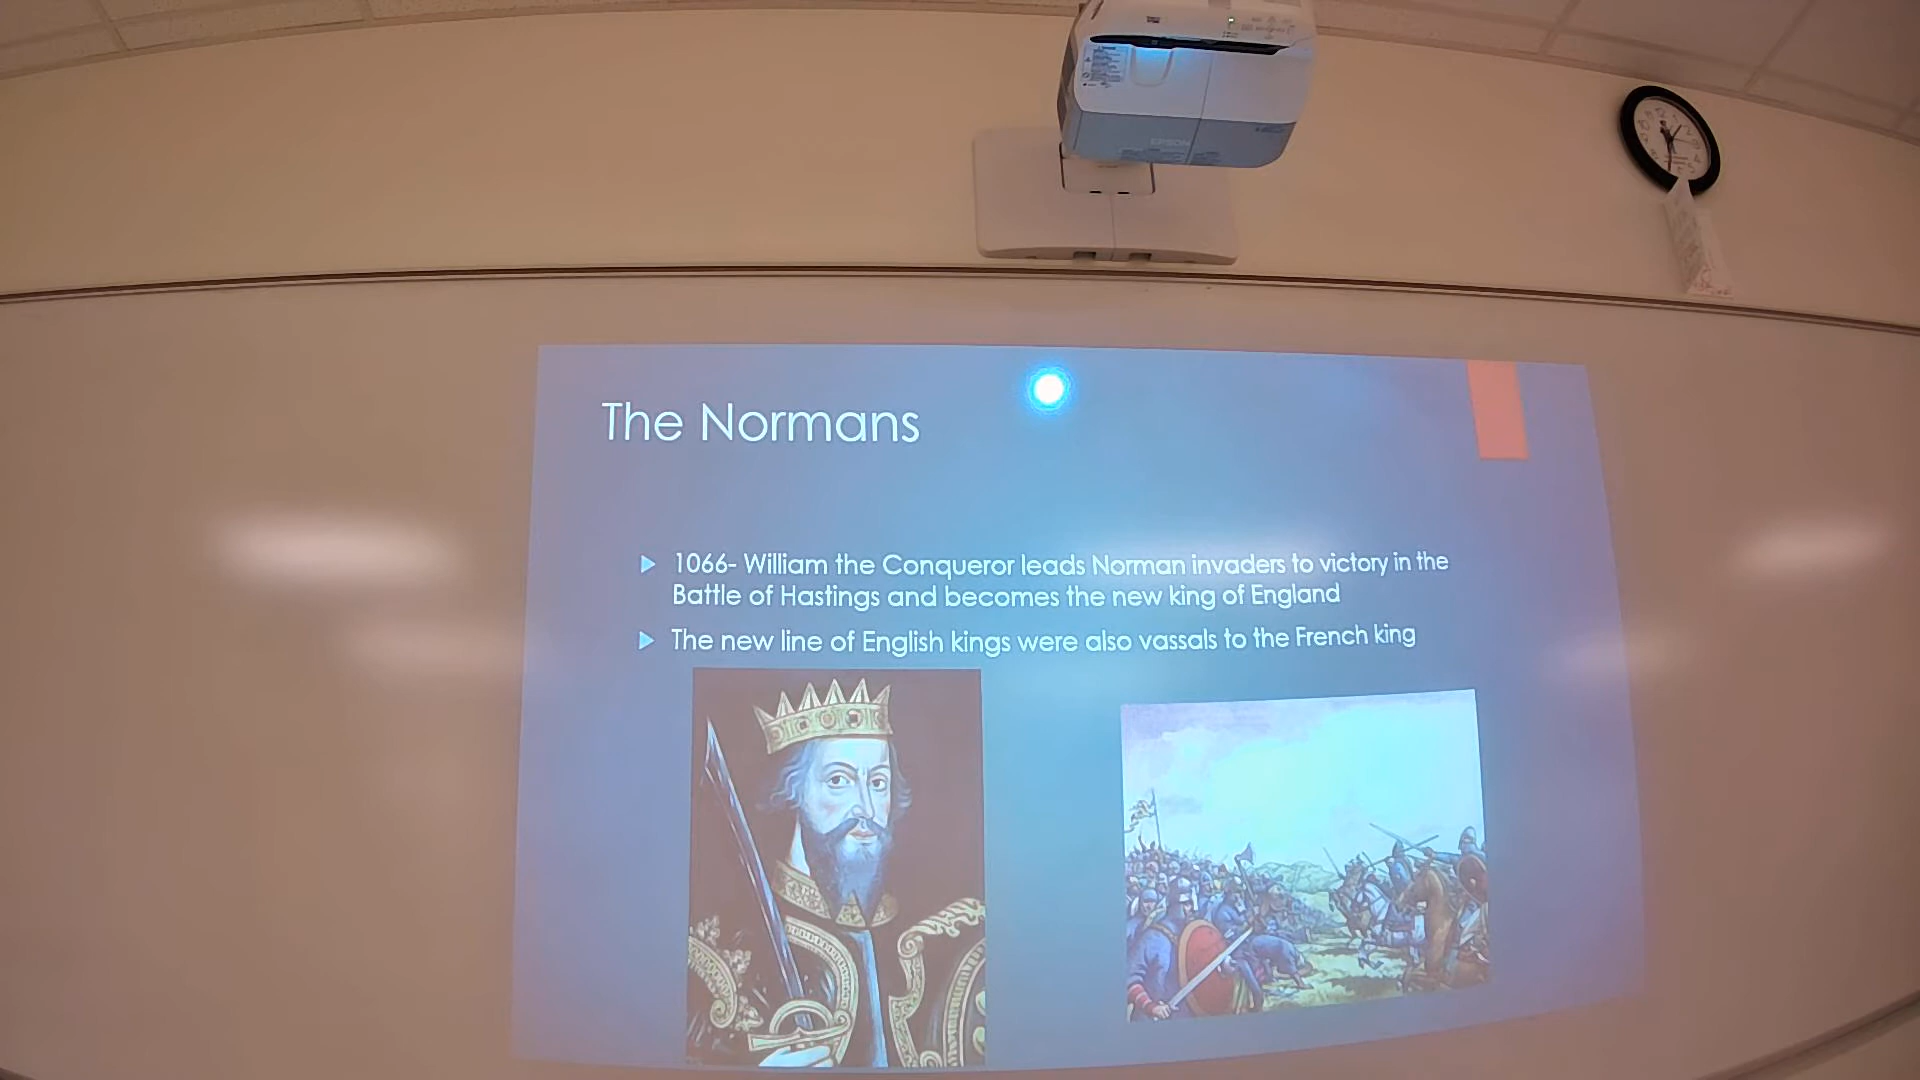 EPSON
The Normans
1066- William the Conqueror leads Norman invaders to victory in the
Battle of Hastings and becomes the new king of England
The new line of English kings were also vassals to the French king